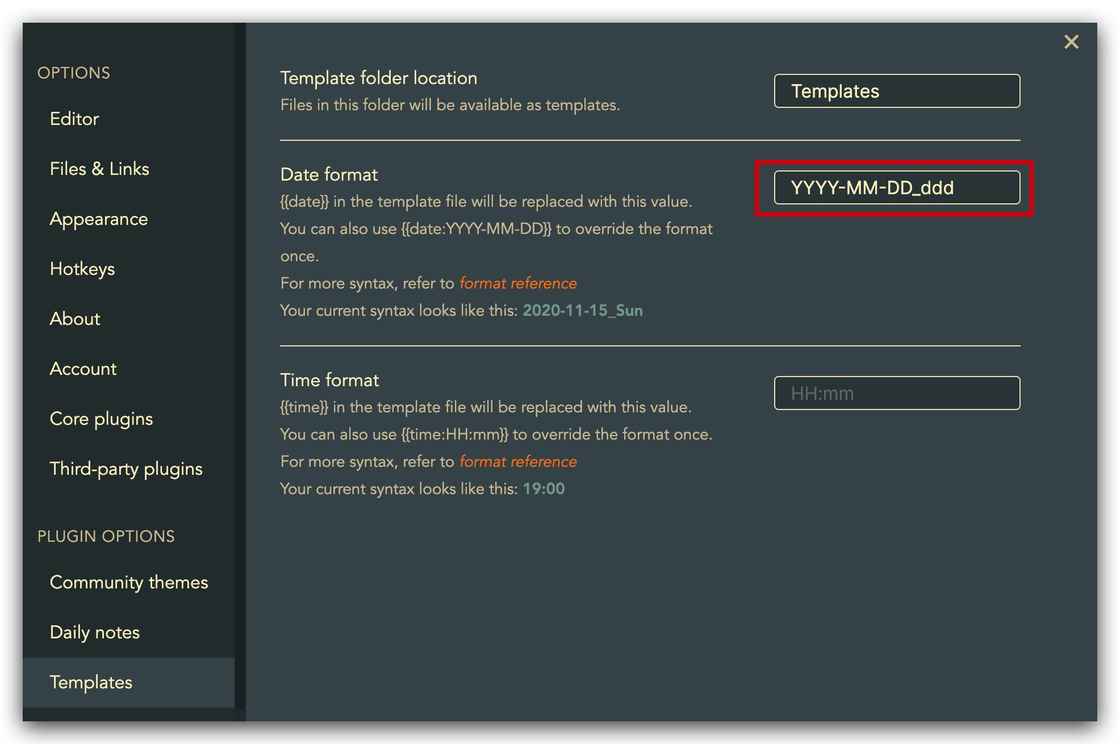 OPTIONS
Editor
Files & Links
Appearance
Hotkeys
About
Account
Core plugins
Third-party plugins
PLUGIN OPTIONS
Community themes
Daily notes
Templates
×
Template folder location
Files in this folder will be available as templates.
Templates
Date format
{{date}} in the template file will be replaced with this value.
You can also use {{date:YYYY-MM-DD}} to override the format
once.
For more syntax, refer to format reference
Your current syntax looks like this: 2020-11-15_Sun
YYYY-MM-DD_ddd
Time format
{{time}} in the template file will be replaced with this value.
You can also use {{time:HH:mm}} to override the format once.
For more syntax, refer to format reference
Your current syntax looks like this: 19:00
HH:mm